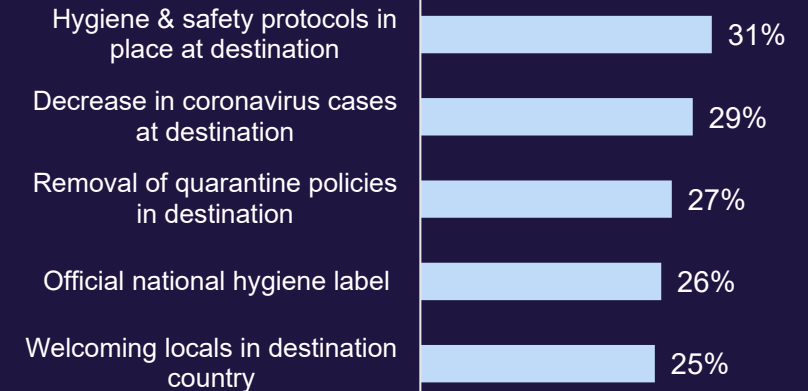 Hygiene & safety protocols in
place at destination
31%
Decrease in coronavirus cases
at destination
29%
Removal of quarantine policies
in destination
27%
Official national hygiene label
26%
Welcoming locals in destination
country
25%